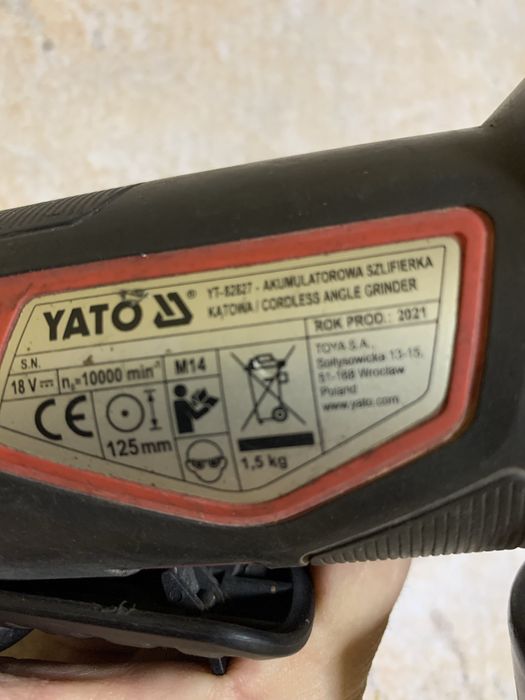 YATO ®
YT-82827 - AKUMULATOROWA SZLIFIERKA
KĄTOWA / CORDLESS ANGLE GRINDER
ROK PROD.: 2021
S.N.
18 V n₀=10000 min⁻¹ M14
TOYA S.A.,
Sołtysowicka 13-15,
51-168 Wrocław
Poland
www.yato.com
CE
125 mm
1,5 kg